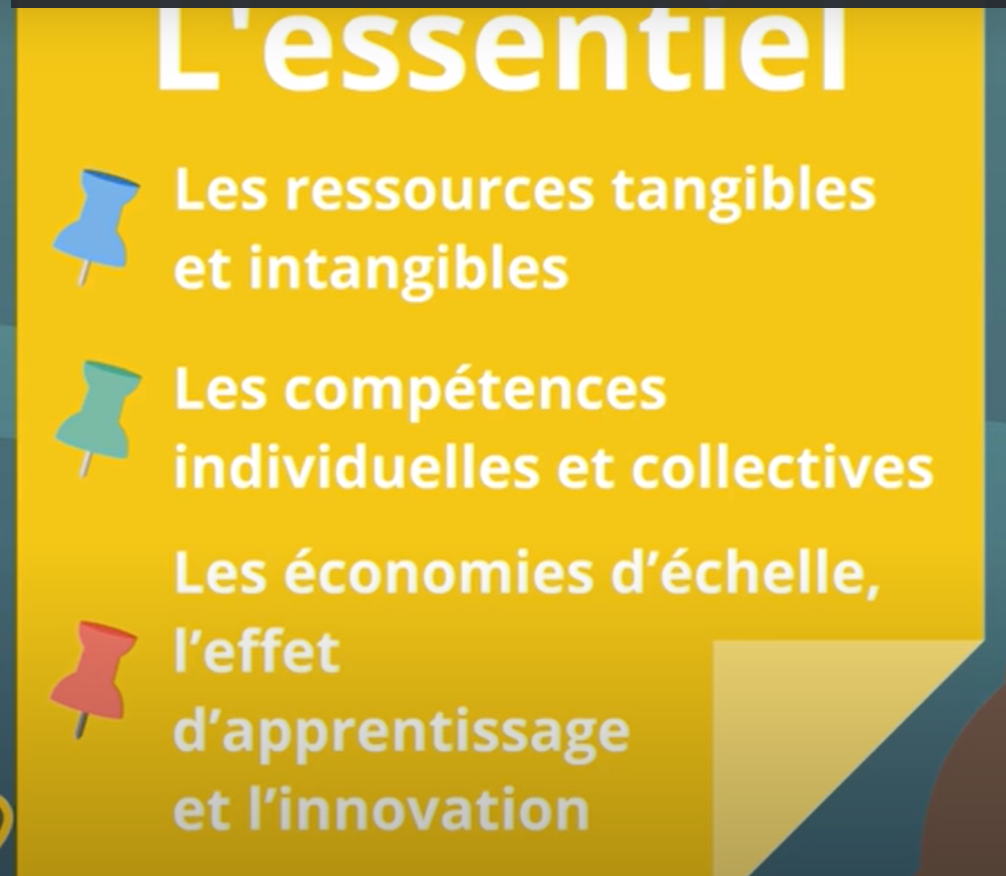 L'essentiel
Les ressources tangibles
et intangibles
Les compétences
individuelles et collectives
Les économies d’échelle,
l’effet
d’apprentissage
et l’innovation